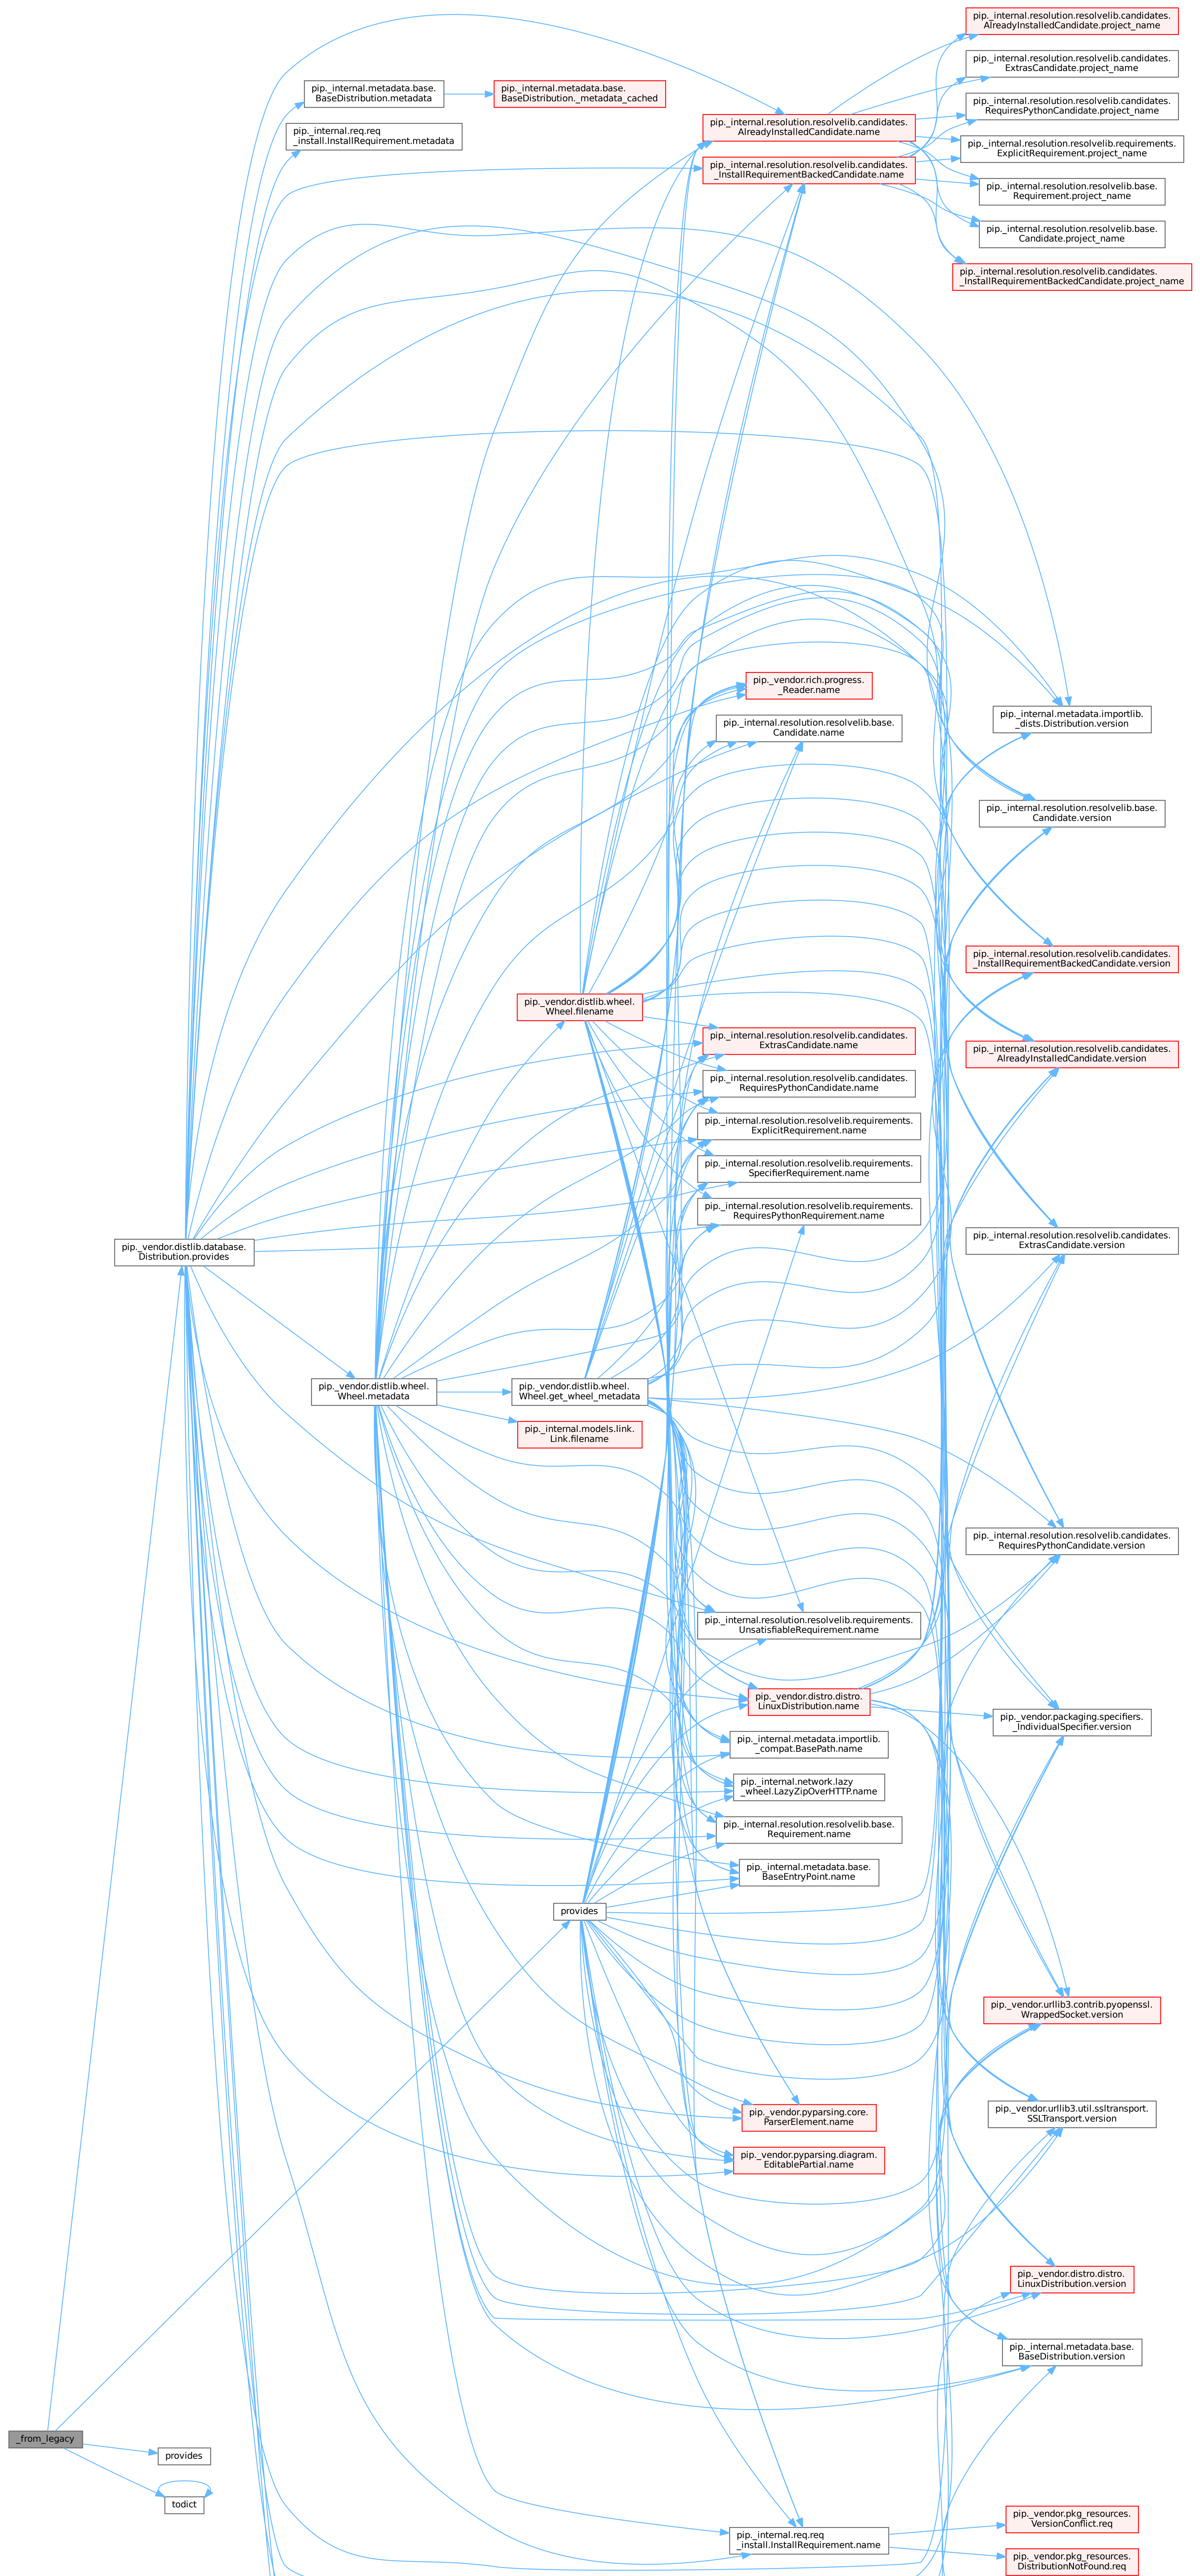 pip._internal.resolution.resolvelib.candidates.
AlreadyInstalledCandidate.project_name
pip._internal.resolution.resolvelib.candidates.
ExtrasCandidate.project_name
pip._internal.metadata.base.
BaseDistribution.metadata
pip._internal.metadata.base.
BaseDistribution._metadata_cached
pip._internal.resolution.resolvelib.candidates.
RequiresPythonCandidate.project_name
pip._internal.req.req
_install.InstallRequirement.metadata
pip._internal.resolution.resolvelib.candidates.
AlreadyInstalledCandidate.name
pip._internal.resolution.resolvelib.requirements.
ExplicitRequirement.project_name
pip._internal.resolution.resolvelib.candidates.
_InstallRequirementBackedCandidate.name
pip._internal.resolution.resolvelib.base.
Requirement.project_name
pip._internal.resolution.resolvelib.base.
Candidate.project_name
pip._internal.resolution.resolvelib.candidates.
_InstallRequirementBackedCandidate.project_name
pip._vendor.rich.progress.
_Reader.name
pip._internal.resolution.resolvelib.base.
Candidate.name
pip._internal.metadata.importlib.
_dists.Distribution.version
pip._internal.resolution.resolvelib.base.
Candidate.version
pip._internal.resolution.resolvelib.candidates.
_InstallRequirementBackedCandidate.version
pip._vendor.distlib.wheel.
Wheel.filename
pip._internal.resolution.resolvelib.candidates.
ExtrasCandidate.name
pip._internal.resolution.resolvelib.candidates.
AlreadyInstalledCandidate.version
pip._internal.resolution.resolvelib.candidates.
RequiresPythonCandidate.name
pip._internal.resolution.resolvelib.requirements.
ExplicitRequirement.name
pip._internal.resolution.resolvelib.requirements.
SpecifierRequirement.name
pip._internal.resolution.resolvelib.requirements.
RequiresPythonRequirement.name
pip._vendor.distlib.database.
Distribution.provides
pip._internal.resolution.resolvelib.candidates.
ExtrasCandidate.version
pip._vendor.distlib.wheel.
Wheel.metadata
pip._vendor.distlib.wheel.
Wheel.get_wheel_metadata
pip._internal.models.link.
Link.filename
pip._internal.resolution.resolvelib.candidates.
RequiresPythonCandidate.version
pip._internal.resolution.resolvelib.requirements.
UnsatisfiableRequirement.name
pip._vendor.distro.distro.
LinuxDistribution.name
pip._vendor.packaging.specifiers.
_IndividualSpecifier.version
pip._internal.metadata.importlib.
_compat.BasePath.name
pip._internal.network.lazy
_wheel.LazyZipOverHTTP.name
pip._internal.resolution.resolvelib.base.
Requirement.name
pip._internal.metadata.base.
BaseEntryPoint.name
provides
pip._vendor.urllib3.contrib.pyopenssl.
WrappedSocket.version
pip._vendor.pyparsing.core.
ParserElement.name
pip._vendor.urllib3.util.ssltransport.
SSLTransport.version
pip._vendor.pyparsing.diagram.
EditablePartial.name
pip._vendor.distro.distro.
LinuxDistribution.version
pip._internal.metadata.base.
BaseDistribution.version
_from_legacy
provides
todict
pip._internal.req.req
_install.InstallRequirement.name
pip._vendor.pkg_resources.
VersionConflict.req
pip._vendor.pkg_resources.
DistributionNotFound.req